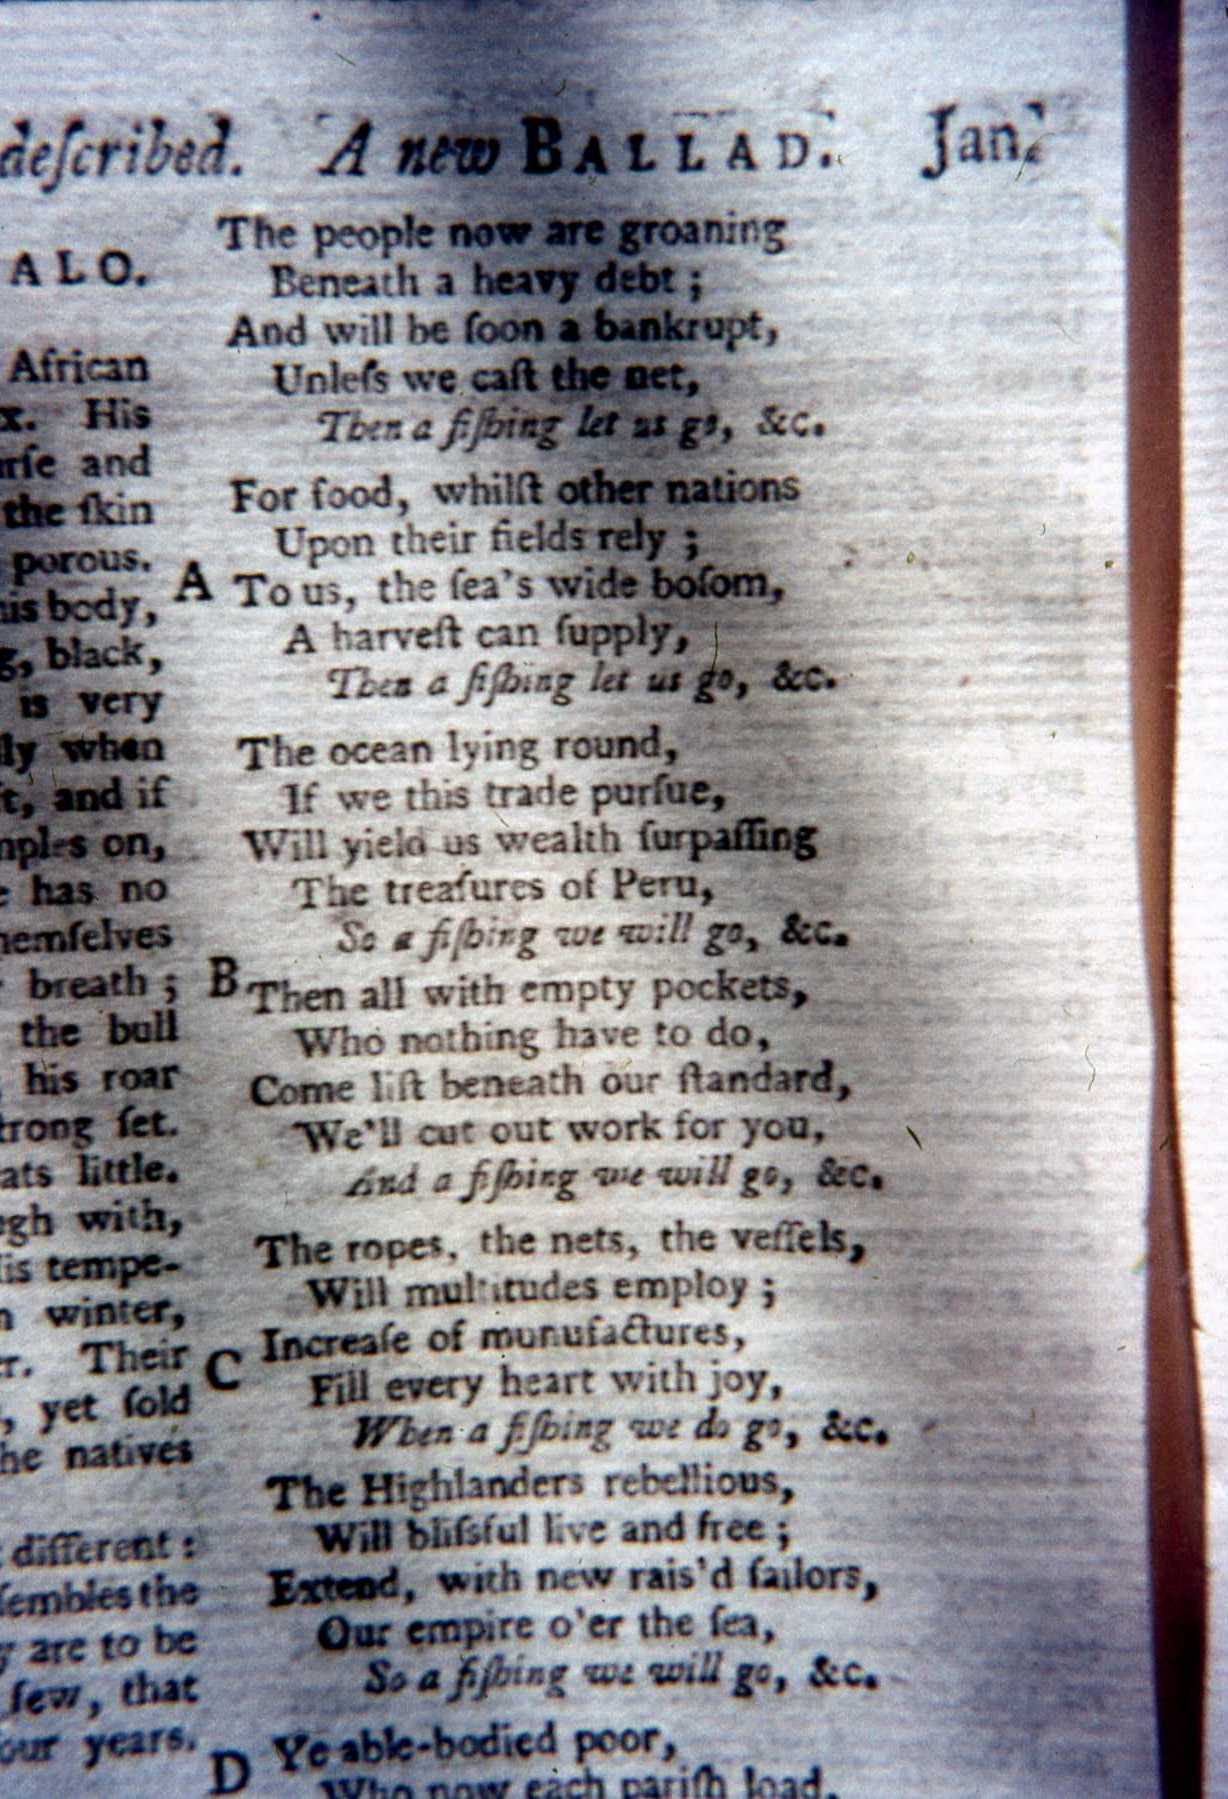 deſcribed. A new BALLAD. Jan.
ALO.
African
x. His
rſe and
the ſkin
porous.
his body,
g, black,
is very
lly when
t, and if
mples on,
e has no
hemſelves
breath ;
the bull
his roar
trong ſet.
ats little.
egh with,
is tempe-
n winter,
er. Their
, yet ſold
he natives
different :
ſembles the
y are to be
few, that
our years.
The people now are groaning
Beneath a heavy debt ;
And will be ſoon a bankrupt,
Unleſs we caſt the net,
Then a fiſhing let us go, &c.
For food, whilſt other nations
Upon their fields rely ;
A To us, the ſea's wide boſom,
A harveſt can ſupply,
Then a fiſhing let us go, &c.
The ocean lying round,
If we this trade purſue,
Will yield us wealth ſurpaſſing
The treaſures of Peru,
So a fiſhing we will go, &c.
B Then all with empty pockets,
Who nothing have to do,
Come liſt beneath our ſtandard,
We'll cut out work for you,
And a fiſhing we will go, &c.
The ropes, the nets, the veſſels,
Will multitudes employ ;
Increaſe of munufactures,
C Fill every heart with joy,
When a fiſhing we do go, &c.
The Highlanders rebellious,
Will bliſsful live and free ;
Extend, with new rais'd ſailors,
Our empire o'er the ſea,
So a fiſhing we will go, &c.
D Ye able-bodied poor,
Who now each pariſh load,